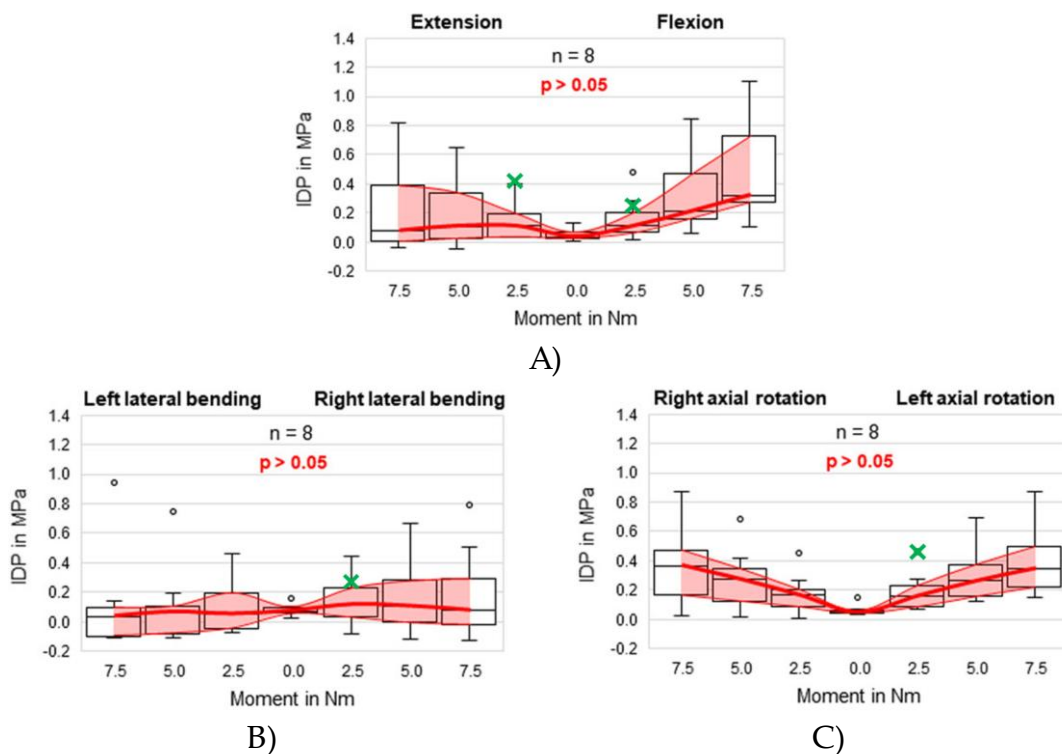 Extension Flexion
1.4
n = 8
1.2
p > 0.05
1.0
0.8
0.6
0.4
0.2
0.0
-0.2
IDP in MPa
7.5 5.0 2.5 0.0 2.5 5.0 7.5
Moment in Nm
A)
Left lateral bending Right lateral bending
1.4
n = 8
1.2
p > 0.05
1.0
0.8
0.6
0.4
0.2
0.0
-0.2
IDP in MPa
7.5 5.0 2.5 0.0 2.5 5.0 7.5
Moment in Nm
B)
Right axial rotation Left axial rotation
1.4
n = 8
1.2
p > 0.05
1.0
0.8
0.6
0.4
0.2
0.0
-0.2
IDP in MPa
7.5 5.0 2.5 0.0 2.5 5.0 7.5
Moment in Nm
C)